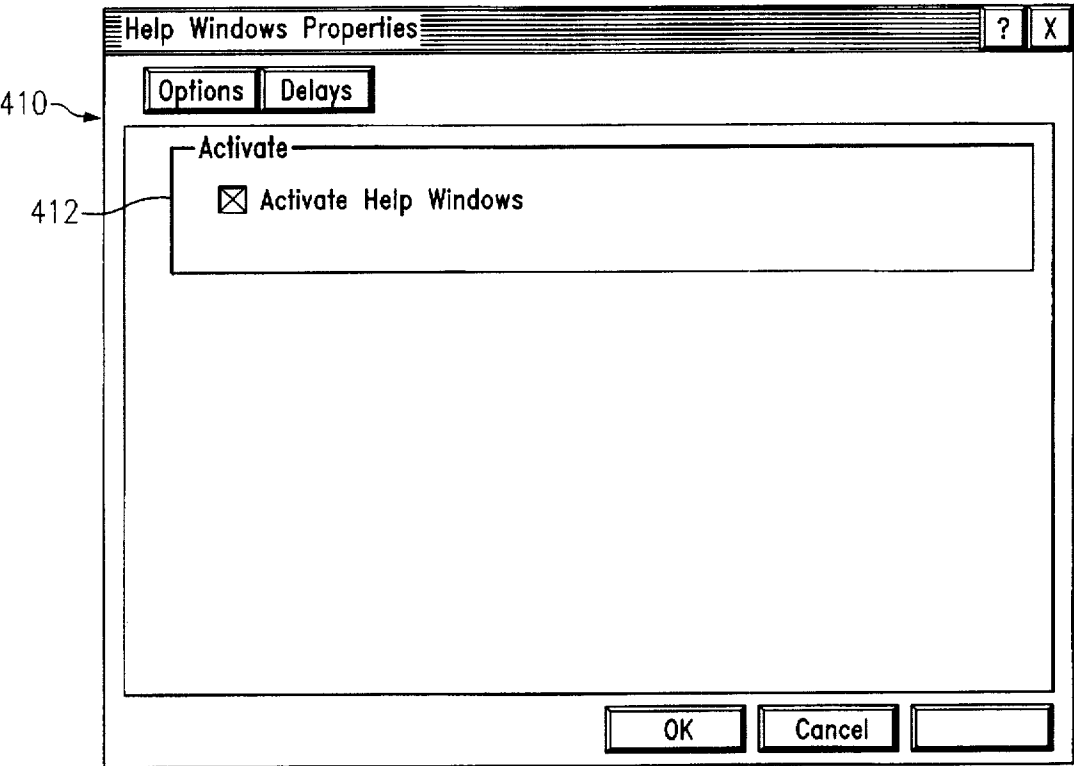 Help Windows Properties ? X
Options Delays
410
Activate
412
Activate Help Windows
OK Cancel